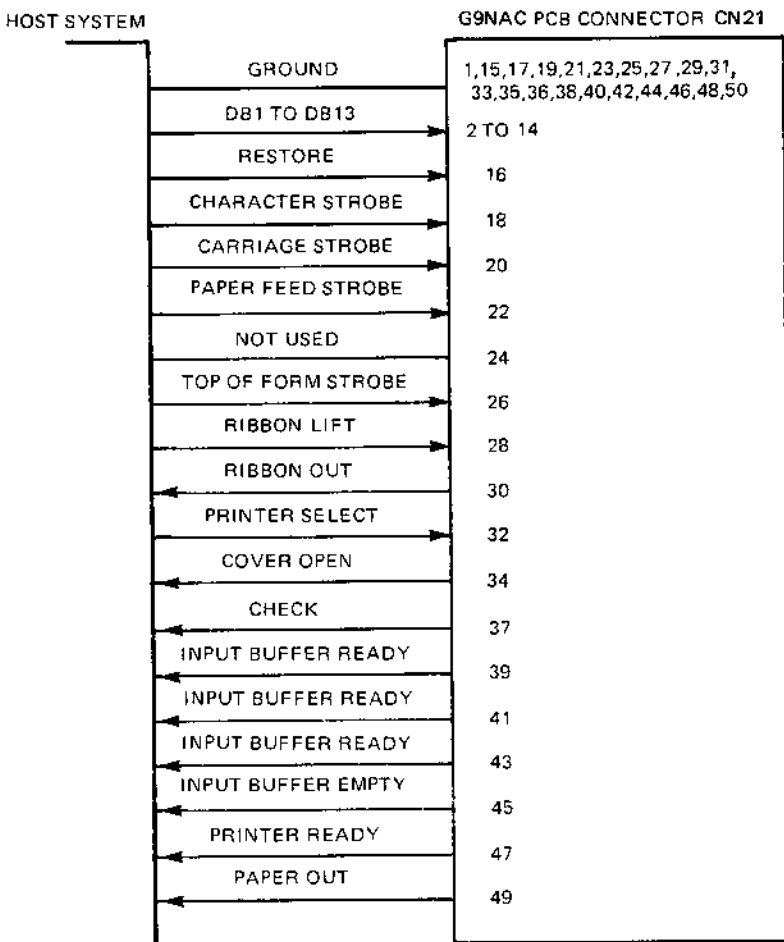 HOST SYSTEM
G9NAC PCB CONNECTOR CN21
GROUND
1,15,17,19,21,23,25,27,29,31,
33,35,36,38,40,42,44,46,48,50
DB1 TO DB13
2 TO 14
RESTORE
16
CHARACTER STROBE
18
CARRIAGE STROBE
20
PAPER FEED STROBE
22
NOT USED
24
TOP OF FORM STROBE
26
RIBBON LIFT
28
RIBBON OUT
30
PRINTER SELECT
32
COVER OPEN
34
CHECK
37
INPUT BUFFER READY
39
INPUT BUFFER READY
41
INPUT BUFFER READY
43
INPUT BUFFER EMPTY
45
PRINTER READY
47
PAPER OUT
49